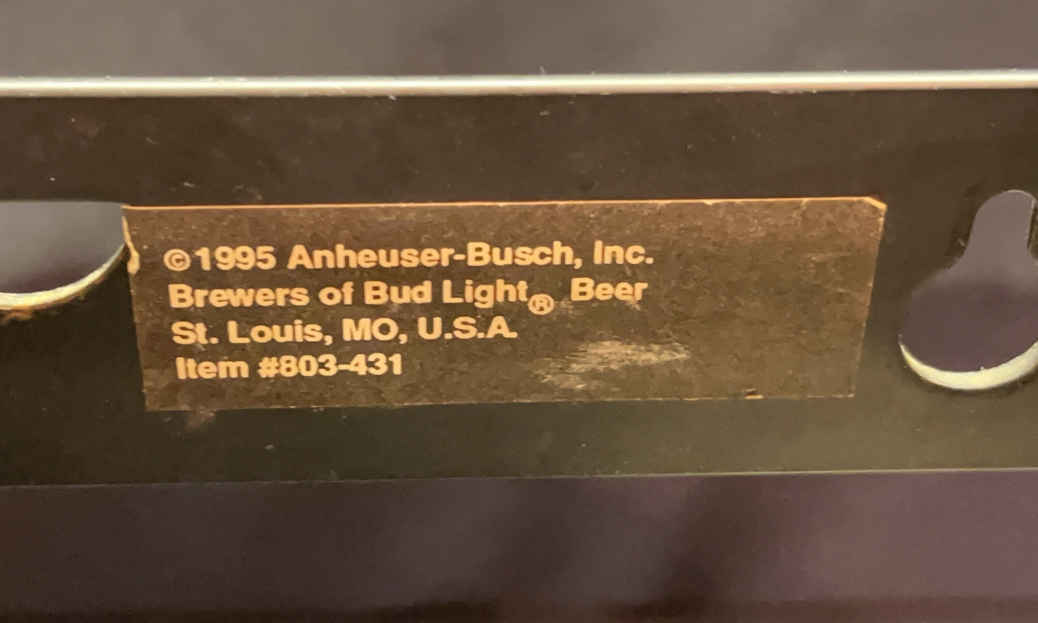 ©1995 Anheuser-Busch, Inc.
Brewers of Bud Light® Beer
St. Louis, MO, U.S.A.
Item #803-431